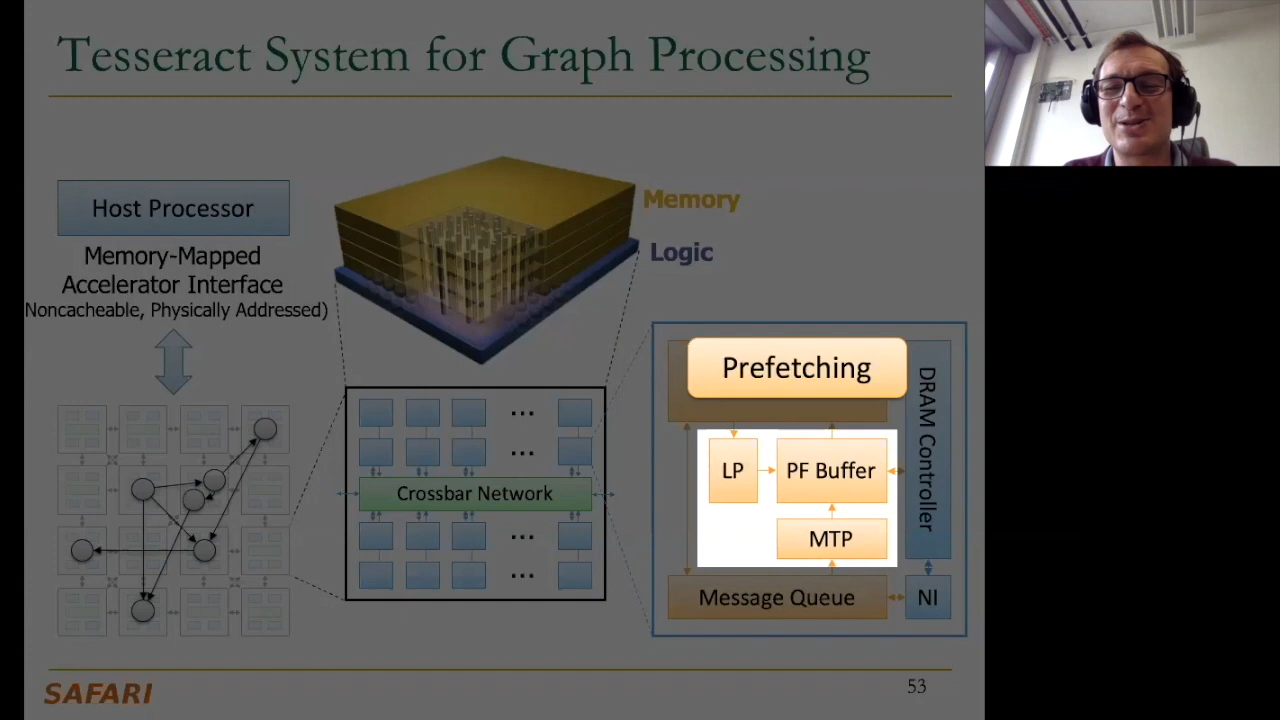 Tesseract System for Graph Processing
Host Processor
Memory-Mapped
Accelerator Interface
Noncacheable, Physically Addressed)
Memory
Logic
...
...
Crossbar Network
...
...
Prefetching
LP
PF Buffer
MTP
Message Queue
DRAM Controller
NI
SAFARI
53